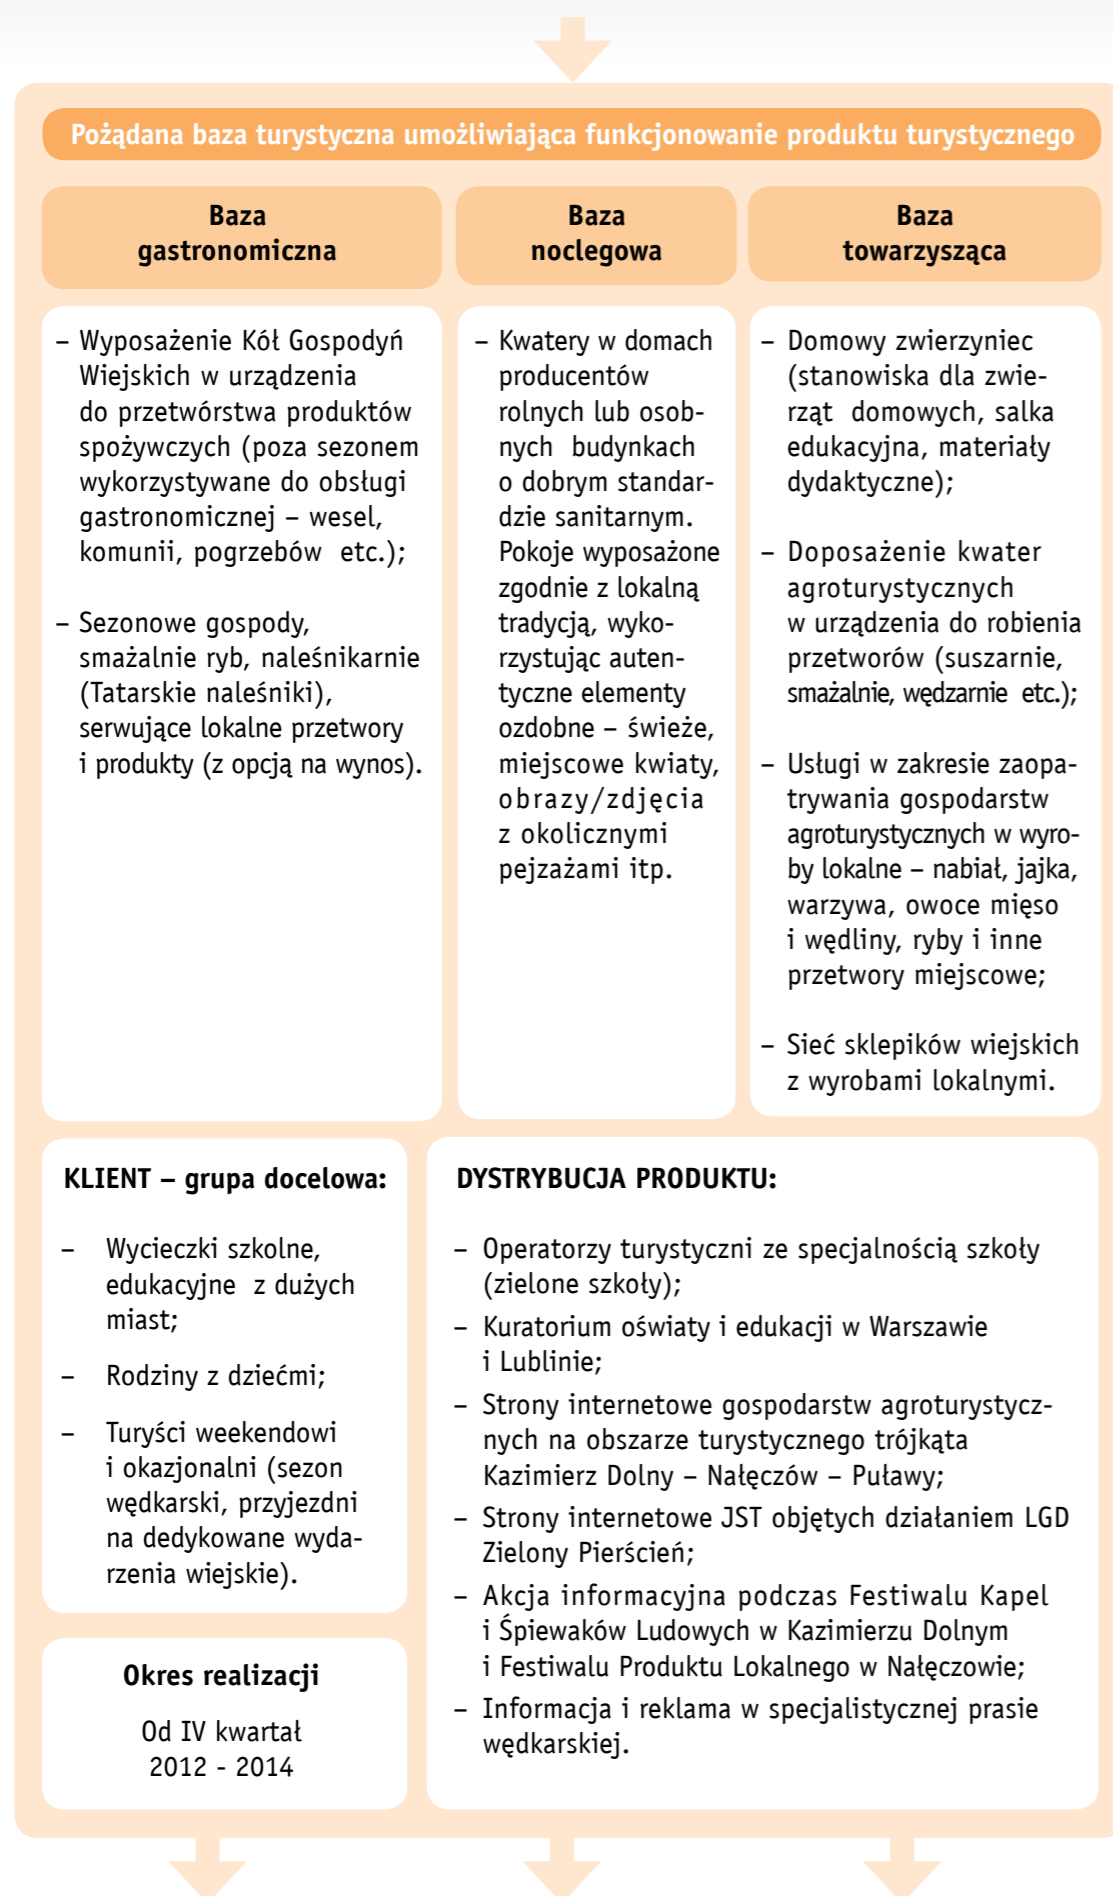 Pożądana baza turystyczna umożliwiająca funkcjonowanie produktu turystycznego
Baza
gastronomiczna
– Wyposażenie Kół Gospodyń
Wiejskich w urządzenia
do przetwórstwa produktów
spożywczych (poza sezonem
wykorzystywane do obsługi
gastronomicznej – wesel,
komunii, pogrzebów etc.);
– Sezonowe gospody,
smażalnie ryb, naleśnikarnie
(Tatarskie naleśniki),
serwujące lokalne przetwory
i produkty (z opcją na wynos).
Baza
noclegowa
– Kwatery w domach
producentów
rolnych lub osob-
nych budynkach
o dobrym standar-
dzie sanitarnym.
Pokoje wyposażone
zgodnie z lokalną
tradycją, wyko-
rzystując auten-
tyczne elementy
ozdobne – świeże,
miejscowe kwiaty,
obrazy/zdjęcia
z okolicznymi
pejzażami itp.
Baza
towarzysząca
– Domowy zwierzyniec
(stanowiska dla zwie-
rząt domowych, salka
edukacyjna, materiały
dydaktyczne);
– Doposażenie kwater
agroturystycznych
w urządzenia do robienia
przetworów (suszarnie,
smażalnie, wędzarnie etc.);
– Usługi w zakresie zaopa-
trywania gospodarstw
agroturystycznych w wyro-
by lokalne – nabiał, jajka,
warzywa, owoce mięso
i wędliny, ryby i inne
przetwory miejscowe;
– Sieć sklepików wiejskich
z wyrobami lokalnymi.
KLIENT – grupa docelowa:
– Wycieczki szkolne,
edukacyjne z dużych
miast;
– Rodziny z dziećmi;
– Turyści weekendowi
i okazjonalni (sezon
wędkarski, przyjezdni
na dedykowane wyda-
rzenia wiejskie).
Okres realizacji
Od IV kwartał
2012 - 2014
DYSTRYBUCJA PRODUKTU:
– Operatorzy turystyczni ze specjalnością szkoły
(zielone szkoły);
– Kuratorium oświaty i edukacji w Warszawie
i Lublinie;
– Strony internetowe gospodarstw agroturystycz-
nych na obszarze turystycznego trójkąta
Kazimierz Dolny – Nałęczów – Puławy;
– Strony internetowe JST objętych działaniem LGD
Zielony Pierścień;
– Akcja informacyjna podczas Festiwalu Kapel
i Śpiewaków Ludowych w Kazimierzu Dolnym
i Festiwalu Produktu Lokalnego w Nałęczowie;
– Informacja i reklama w specjalistycznej prasie
wędkarskiej.